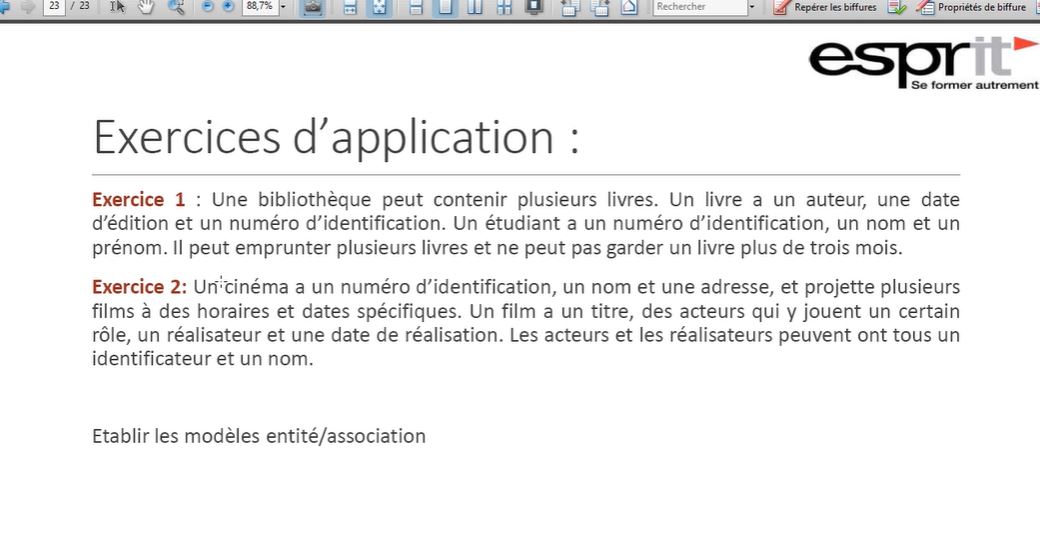 23 / 23 88,7% Rechercher Repérer les biffures Propriétés de biffure
esprit
Se former autrement
Exercices d’application :
Exercice 1 : Une bibliothèque peut contenir plusieurs livres. Un livre a un auteur, une date
d’édition et un numéro d’identification. Un étudiant a un numéro d’identification, un nom et un
prénom. Il peut emprunter plusieurs livres et ne peut pas garder un livre plus de trois mois.
Exercice 2: Un cinéma a un numéro d’identification, un nom et une adresse, et projette plusieurs
films à des horaires et dates spécifiques. Un film a un titre, des acteurs qui y jouent un certain
rôle, un réalisateur et une date de réalisation. Les acteurs et les réalisateurs peuvent ont tous un
identificateur et un nom.
Etablir les modèles entité/association